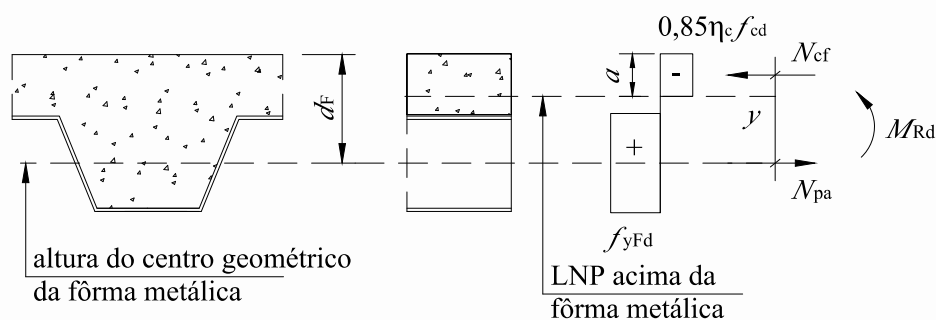 0,85ηcfcd
Ncf
a
-
dF
y
MRd
+
Npa
fyFd
altura do centro geométrico
da fôrma metálica
LNP acima da
fôrma metálica